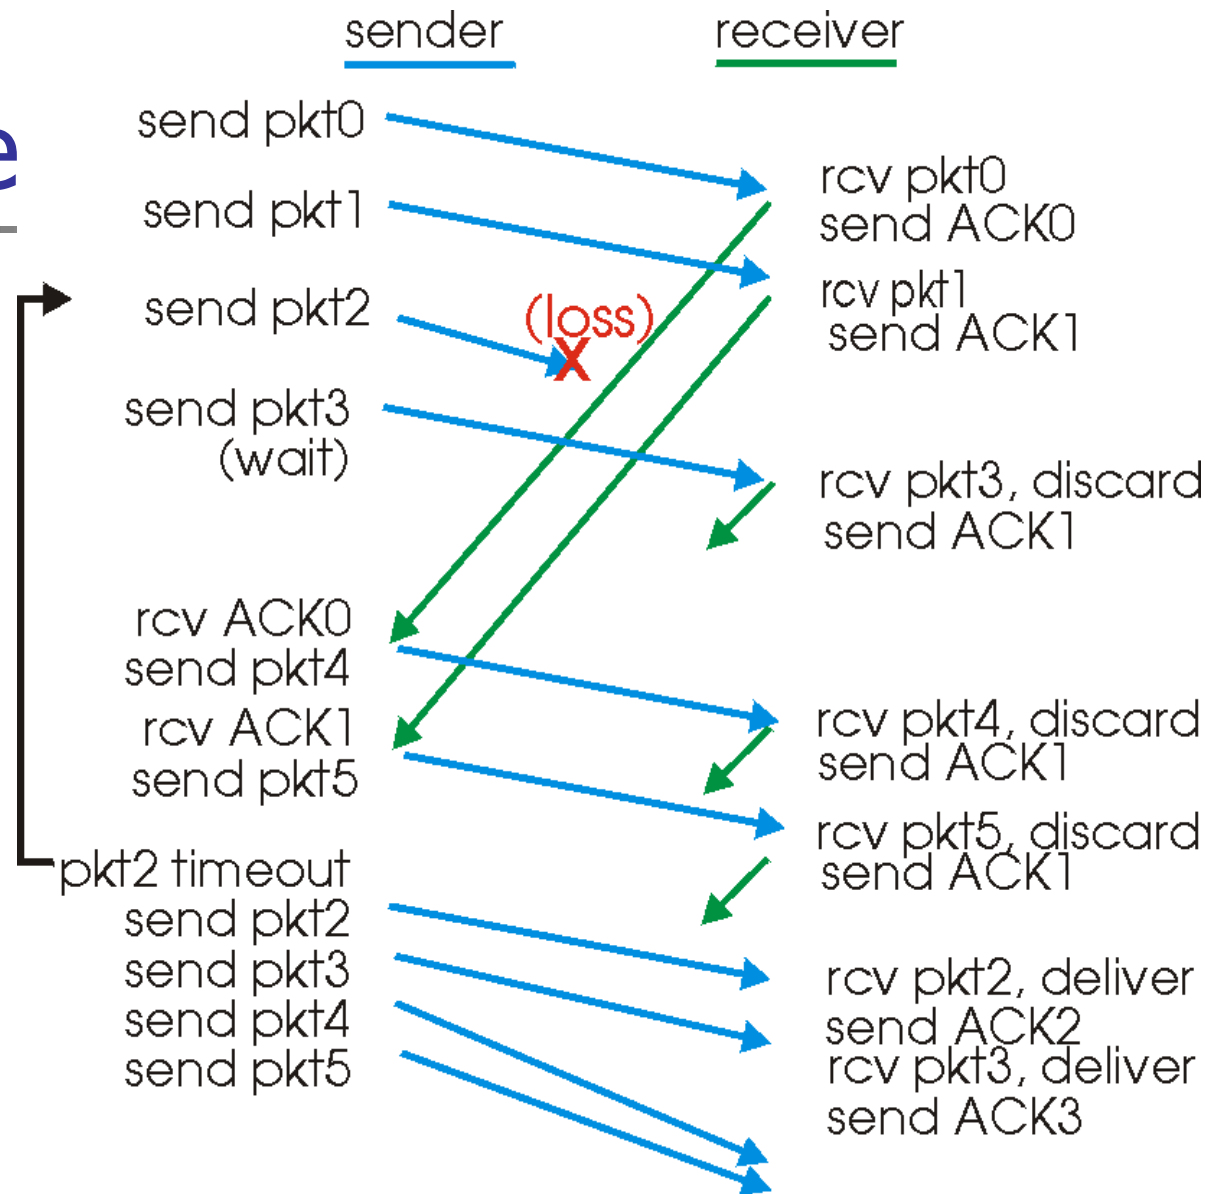 sender
receiver
e
send pkt0
send pkt1
send pkt2
(loss)
X
send pkt3
(wait)
rcv ACK0
send pkt4
rcv ACK1
send pkt5
pkt2 timeout
send pkt2
send pkt3
send pkt4
send pkt5
rcv pkt0
send ACK0
rcv pkt1
send ACK1
rcv pkt3, discard
send ACK1
rcv pkt4, discard
send ACK1
rcv pkt5, discard
send ACK1
rcv pkt2, deliver
send ACK2
rcv pkt3, deliver
send ACK3